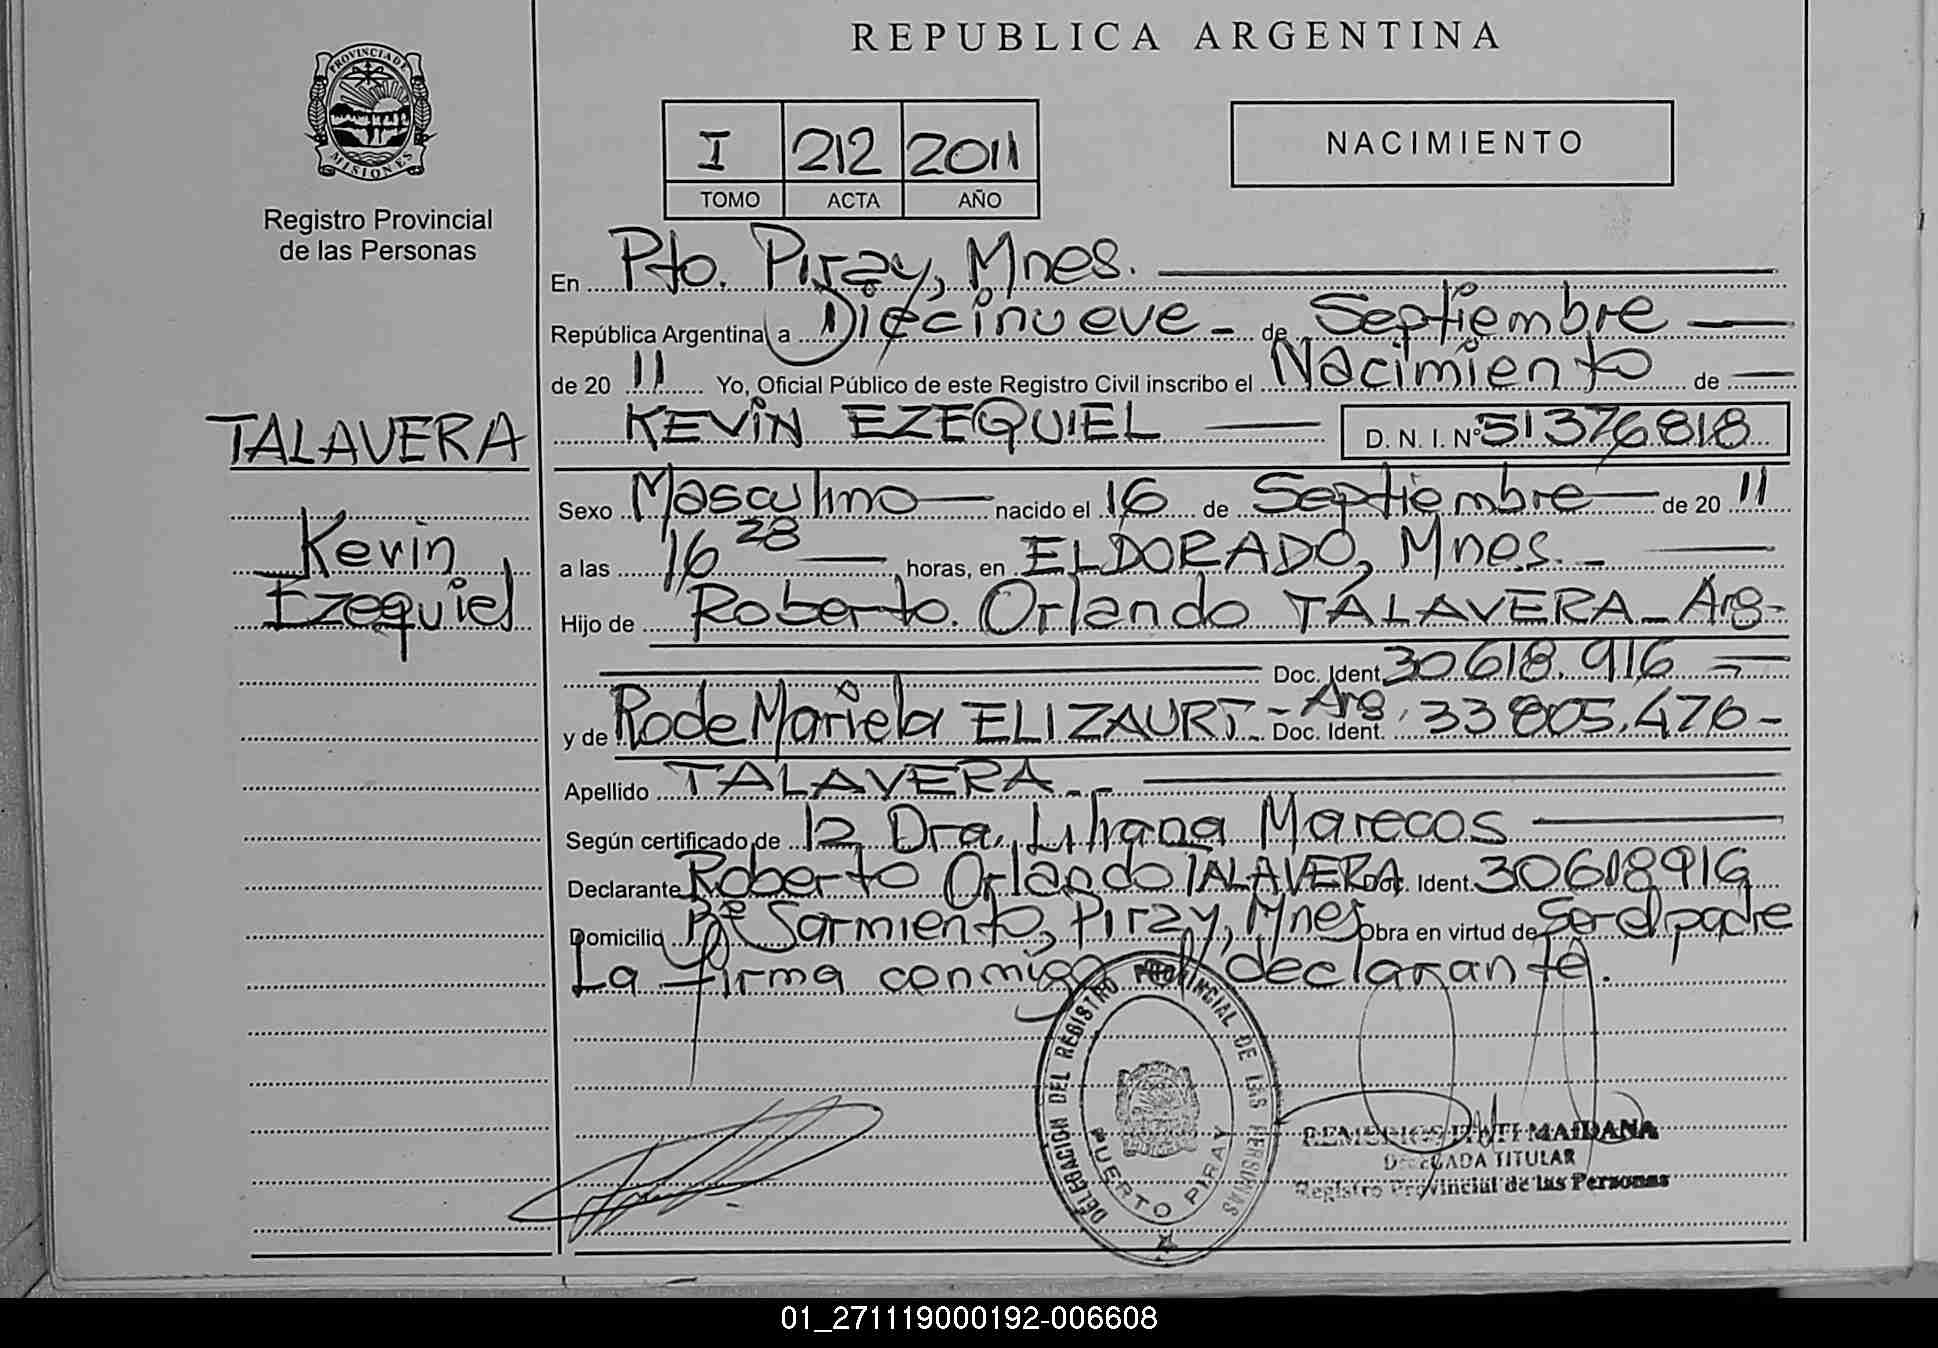 REPUBLICA ARGENTINA
PROVINCIA DE MISIONES
Registro Provincial
de las Personas
I 212 2011
TOMO ACTA AÑO
NACIMIENTO
En Pto. Piray, Mnes.
República Argentina, a Diecinueve - de Septiembre
de 20 11 Yo, Oficial Público de este Registro Civil inscribo el Nacimiento de
TALAVERA
Kevin
Ezequiel
KEVIN EZEQUIEL D. N. I. Nº 51376818
Sexo Masculino nacido el 16 de Septiembre de 20 11
a las 16 28 horas, en ELDORADO, Mnes. -
Hijo de Roberto Orlando TALAVERA - Arg -
Doc. Ident. 30618.916
y de Rode Mariela ELIZAURT - Arg. Doc. Ident. 33805.476 -
Apellido TALAVERA -
Según certificado de la Dra. Liliana Marecos
Declarante Roberto Orlando TALAVERA Doc. Ident. 30618916
Domicilio Bº Sarmiento, Piray, Mnes Obra en virtud de Ser el padre
La firma conmigo el declarante.
DELEGACION DEL REGISTRO PROVINCIAL DE LAS PERSONAS
PUERTO PIRAY
MAIDANA
DELEGADA TITULAR
Registro Provincial de las Personas
01_271119000192-006608